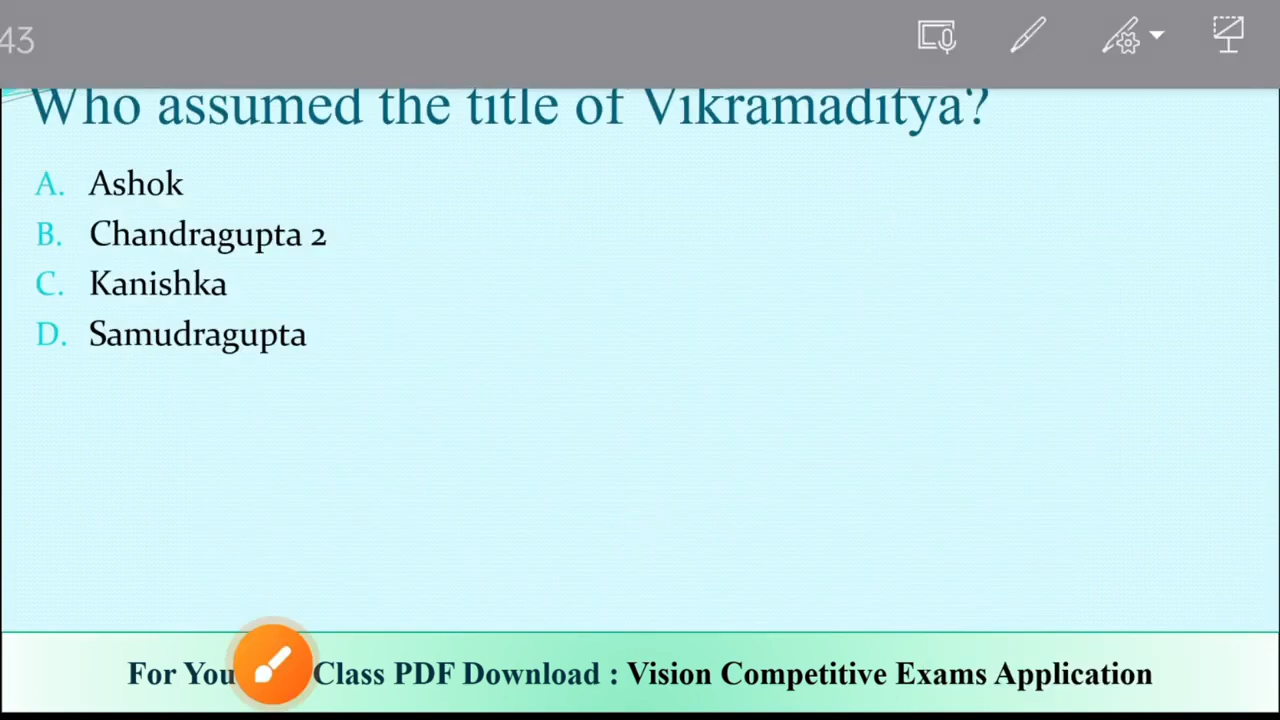 43
Who assumed the title of Vikramaditya?
A. Ashok
B. Chandragupta 2
C. Kanishka
D. Samudragupta
For You Class PDF Download : Vision Competitive Exams Application